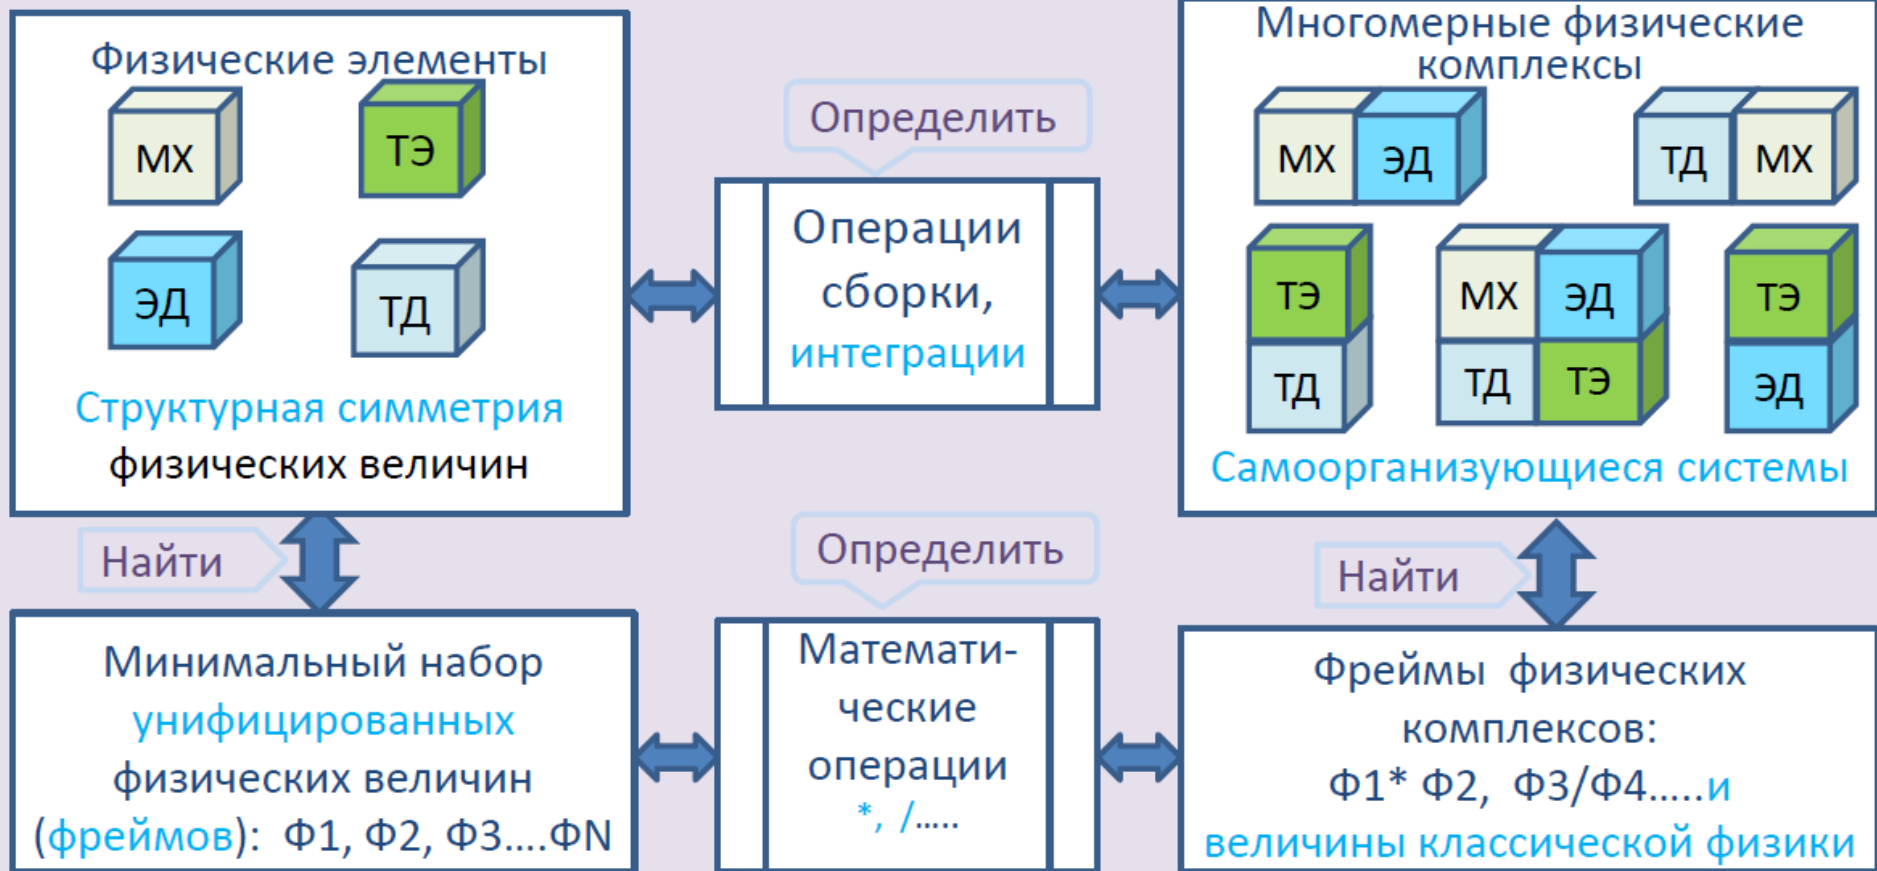 Физические элементы
МХ
ТЭ
ЭД
ТД
Структурная симметрия
физических величин
Определить
Операции
сборки,
интеграции
Многомерные физические
комплексы
МХ ЭД
ТД МХ
ТЭ
ТД
МХ ЭД
ТД ТЭ
ТЭ
ЭД
Самоорганизующиеся системы
Найти
Определить
Найти
Минимальный набор
унифицированных
физических величин
(фреймов): Ф1, Ф2, Ф3....ФN
Математи-
ческие
операции
*, /.....
Фреймы физических
комплексов:
Ф1* Ф2, Ф3/Ф4.....и
величины классической физики